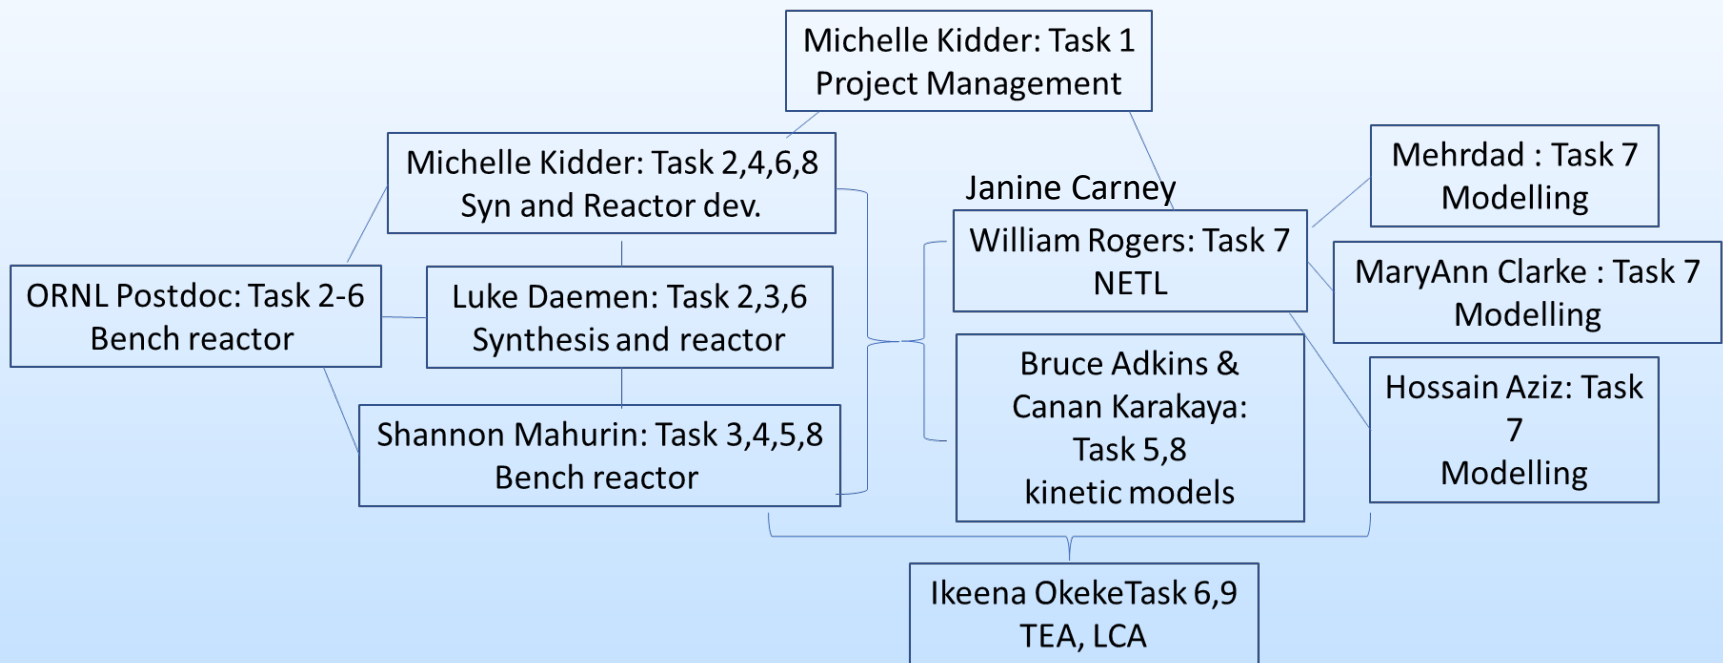 Michelle Kidder: Task 1
Project Management
Michelle Kidder: Task 2,4,6,8
Syn and Reactor dev.
ORNL Postdoc: Task 2-6
Bench reactor
Luke Daemen: Task 2,3,6
Synthesis and reactor
Shannon Mahurin: Task 3,4,5,8
Bench reactor
Janine Carney
William Rogers: Task 7
NETL
Bruce Adkins &
Canan Karakaya:
Task 5,8
kinetic models
Mehrdad : Task 7
Modelling
MaryAnn Clarke : Task 7
Modelling
Hossain Aziz: Task
7
Modelling
Ikeena OkekeTask 6,9
TEA, LCA